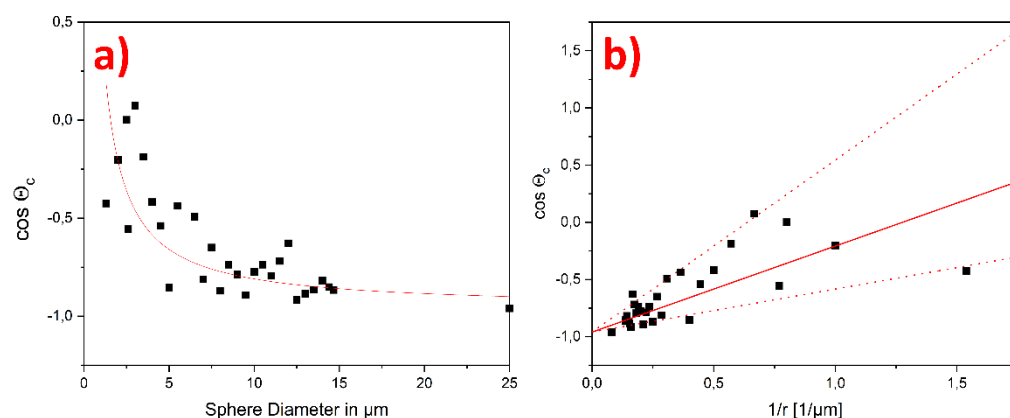 a)
0,5
0,0
-0,5
-1,0
cos Θc
0 5 10 15 20 25
Sphere Diameter in µm
b)
1,5
1,0
0,5
0,0
-0,5
-1,0
cos Θc
0,0 0,5 1,0 1,5
1/r [1/µm]